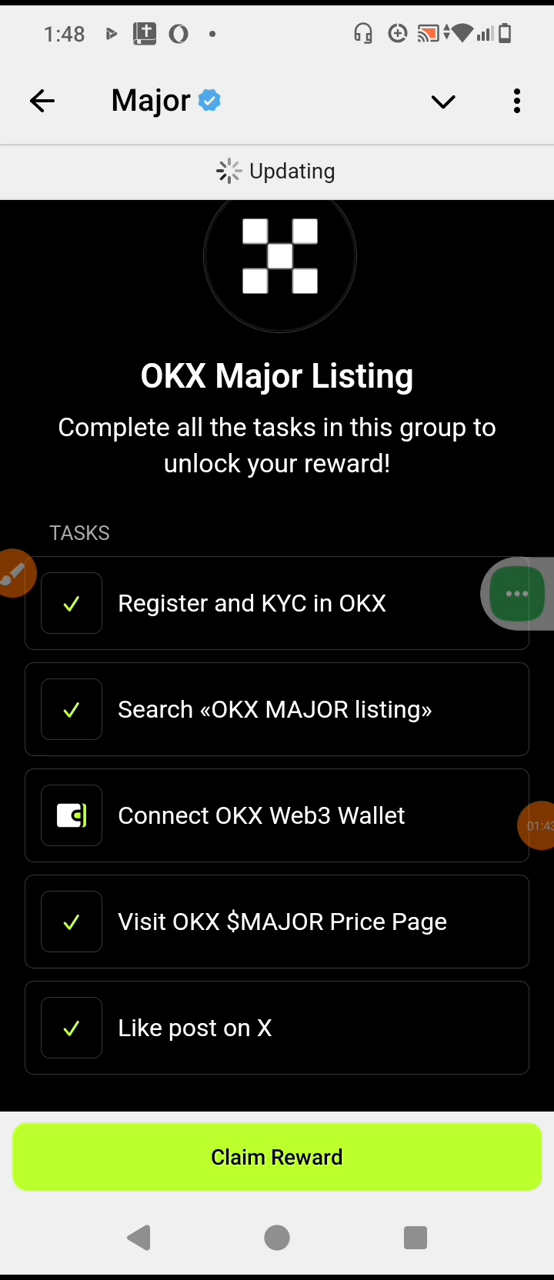 1:48
Major
Updating
OKX Major Listing
Complete all the tasks in this group to
unlock your reward!
TASKS
Register and KYC in OKX
Search «OKX MAJOR listing»
Connect OKX Web3 Wallet
01:43
Visit OKX $MAJOR Price Page
Like post on X
Claim Reward